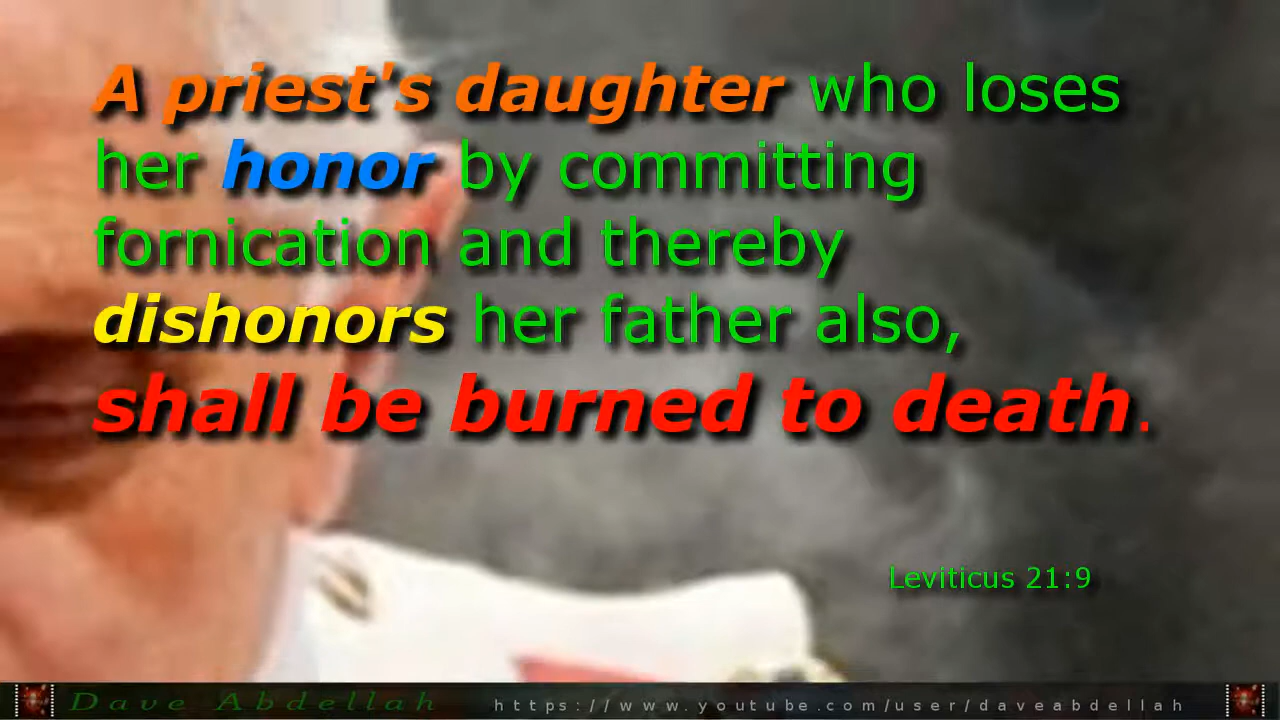 A priest's daughter who loses
her honor by committing
fornication and thereby
dishonors her father also,
shall be burned to death.
Leviticus 21:9
Dave Abdellah
https://www.youtube.com/user/daveabdellah